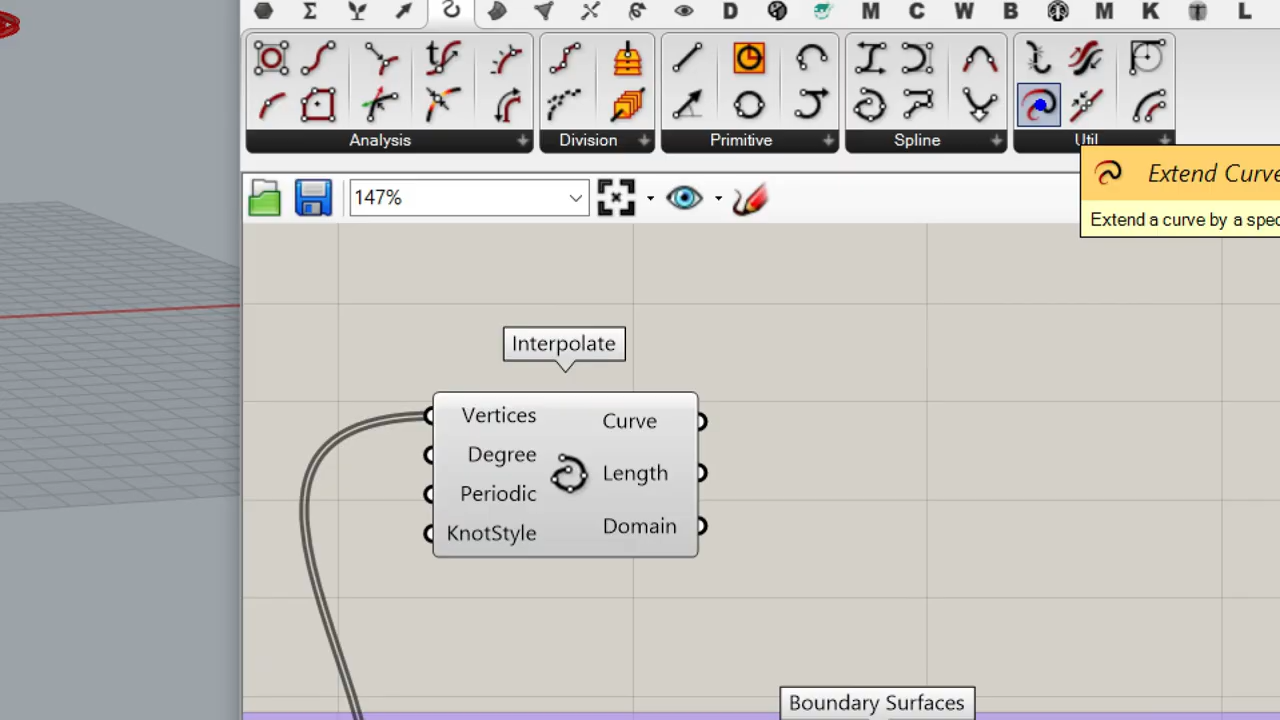 D M C W B M K L
Analysis Division Primitive Spline Util
Extend Curve
147%
Extend a curve by a spec
Interpolate
Vertices Curve
Degree Length
Periodic Domain
KnotStyle
Boundary Surfaces